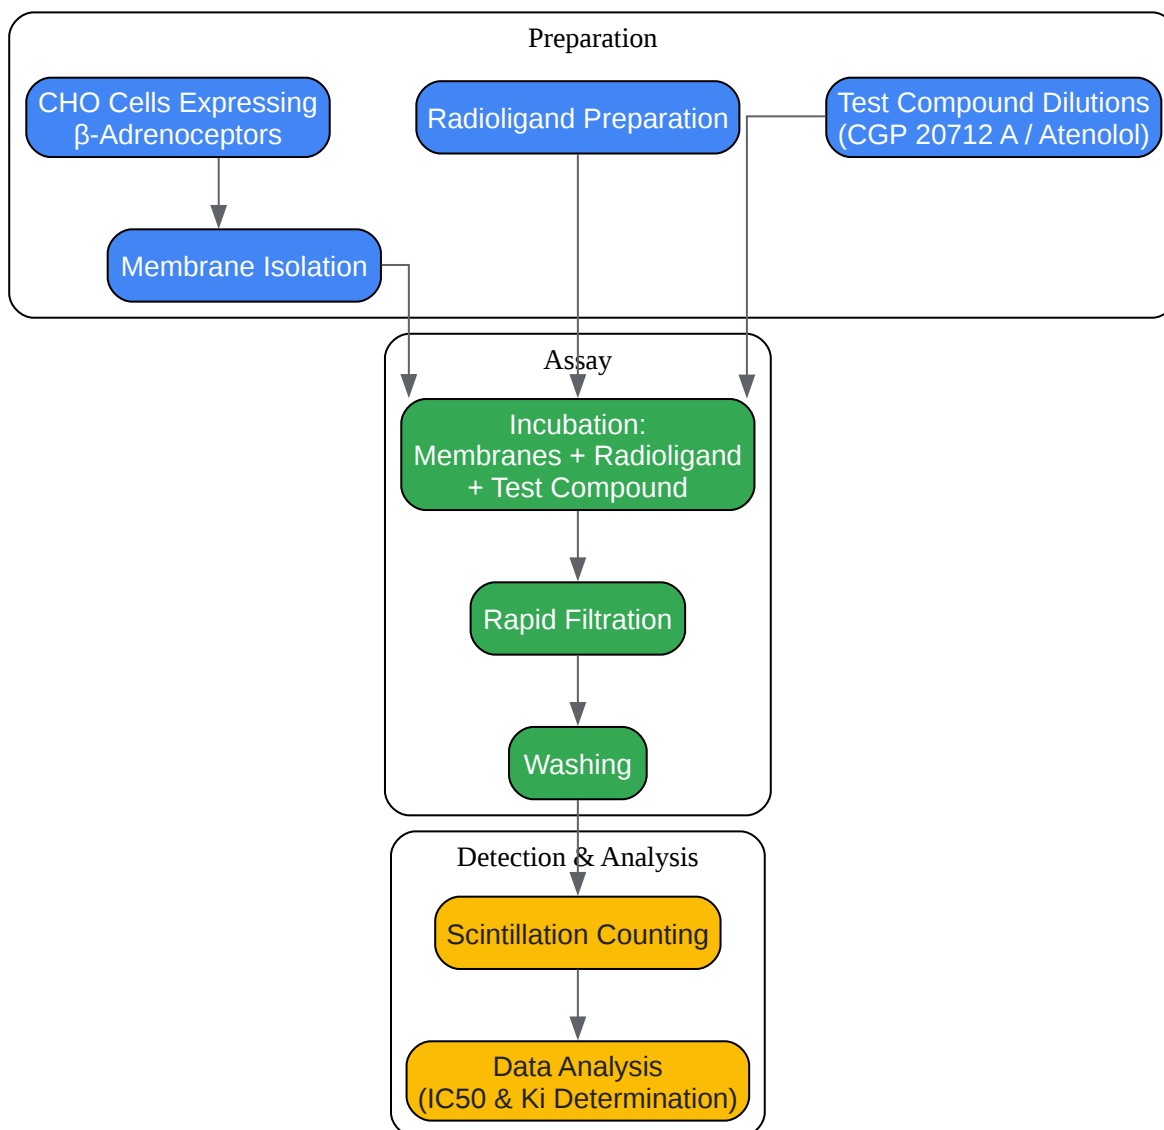 Preparation
CHO Cells Expressing
β-Adrenoceptors
Radioligand Preparation
Test Compound Dilutions
(CGP 20712 A / Atenolol)
Membrane Isolation
Assay
Incubation:
Membranes + Radioligand
+ Test Compound
Rapid Filtration
Washing
Detection & Analysis
Scintillation Counting
Data Analysis
(IC50 & Ki Determination)